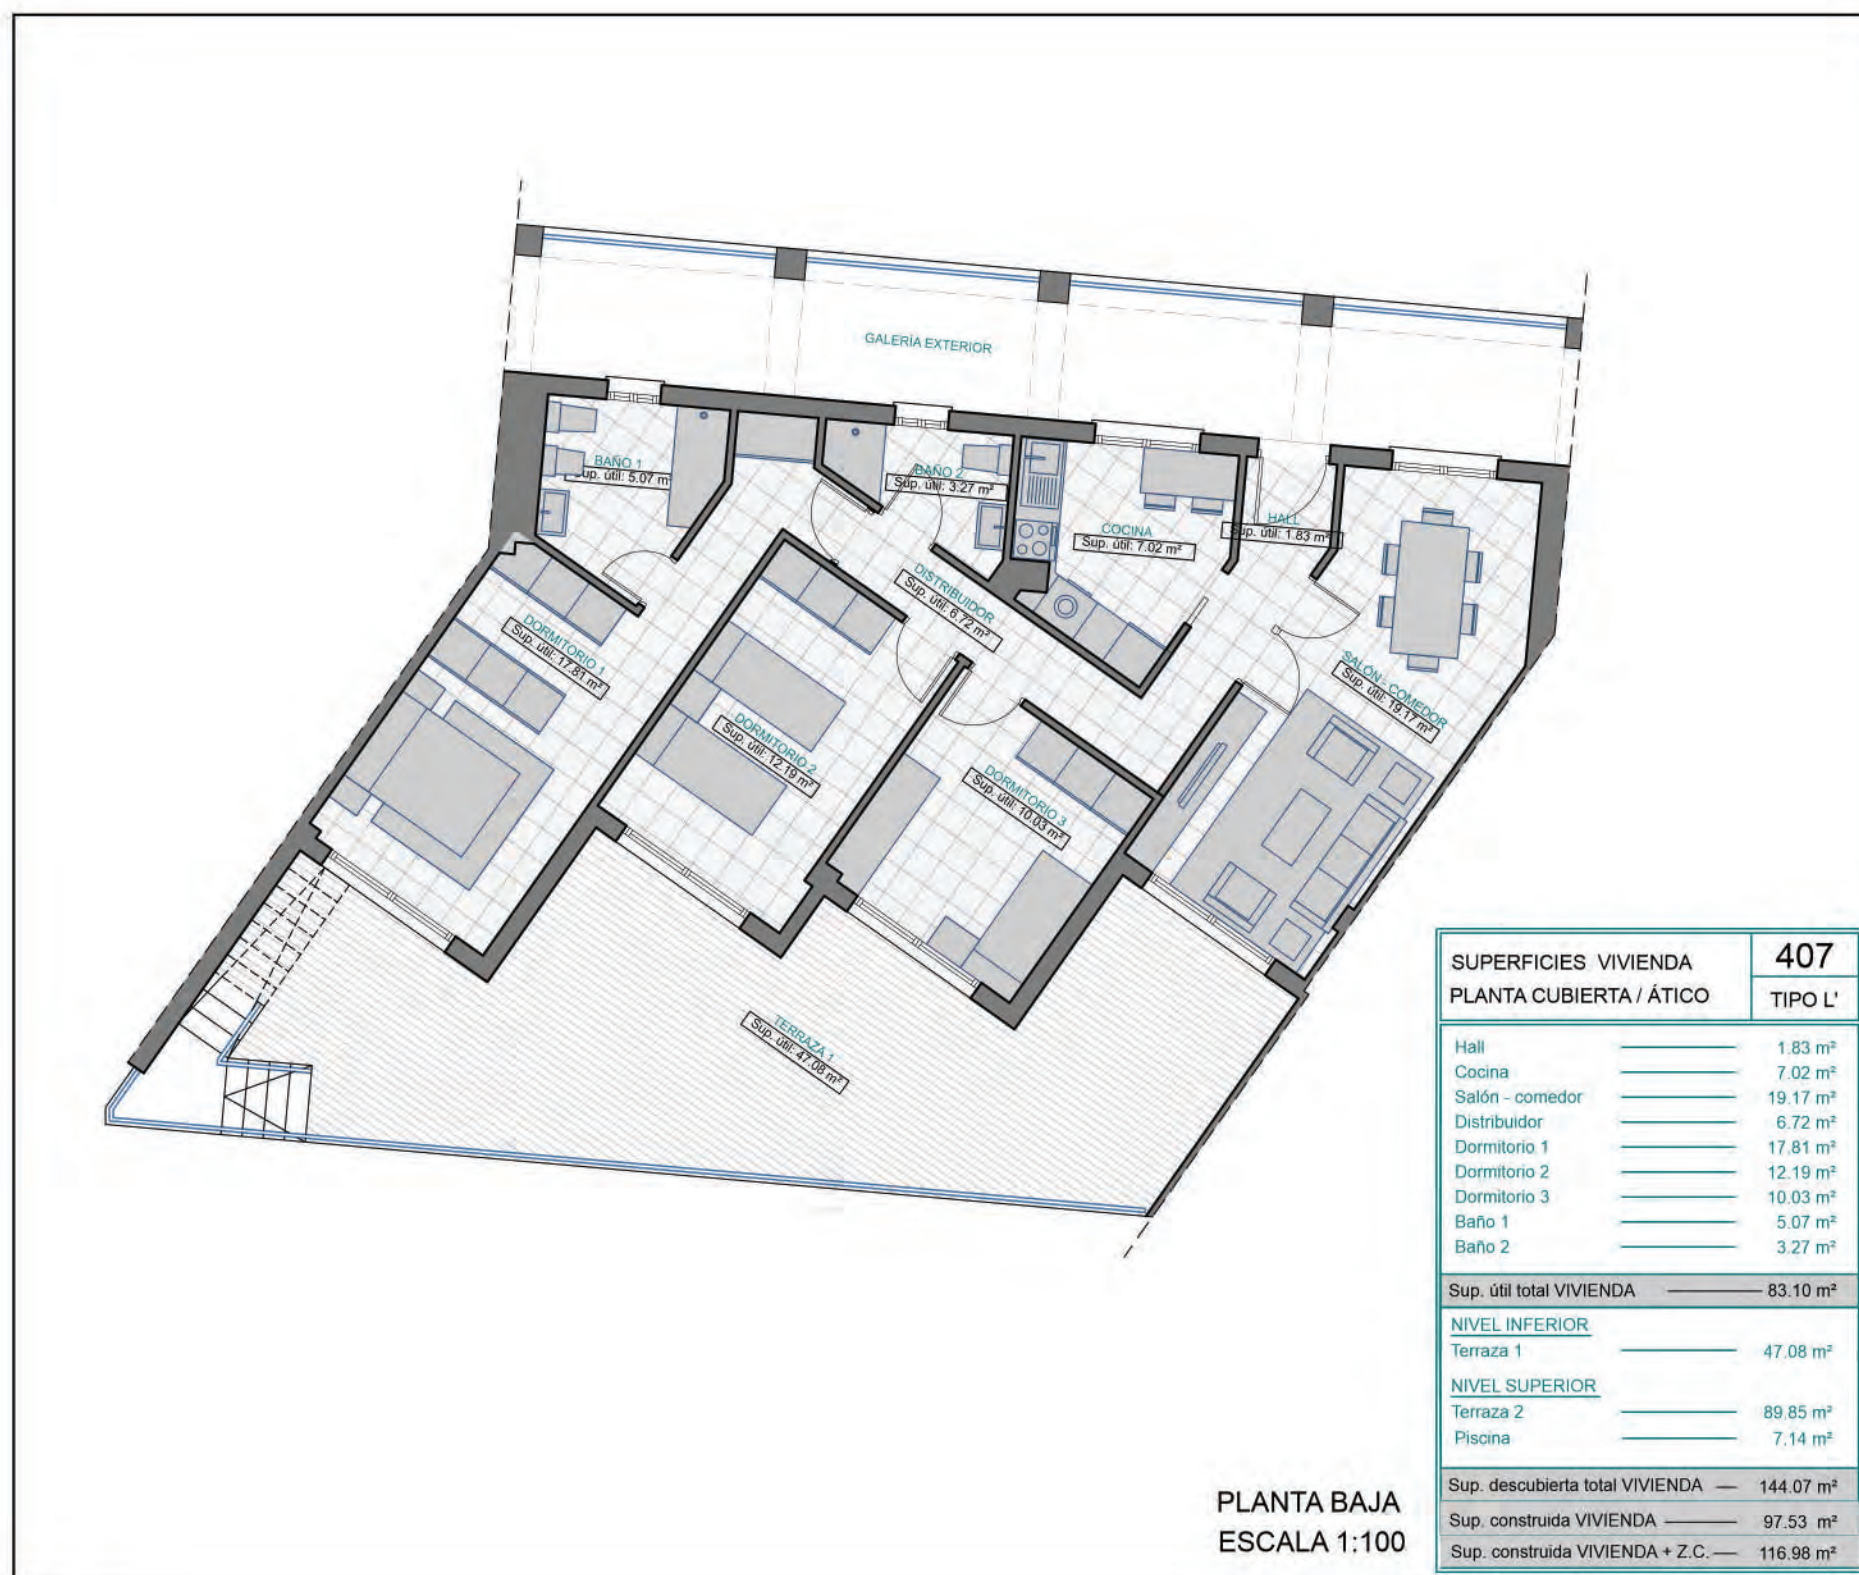 GALERÍA EXTERIOR
BAÑO 1
Sup. útil: 5.07 m²
BAÑO 2
Sup. útil: 3.27 m²
COCINA
Sup. útil: 7.02 m²
HALL
Sup. útil: 1.83 m²
DISTRIBUIDOR
Sup. útil: 6.72 m²
DORMITORIO 1
Sup. útil: 17.81 m²
SALÓN - COMEDOR
Sup. útil: 19.17 m²
DORMITORIO 2
Sup. útil: 12.19 m²
DORMITORIO 3
Sup. útil: 10.03 m²
TERRAZA 1
Sup. útil: 47.08 m²
SUPERFICIES VIVIENDA
PLANTA CUBIERTA / ÁTICO
407
TIPO L'
Hall 1.83 m²
Cocina 7.02 m²
Salón - comedor 19.17 m²
Distribuidor 6.72 m²
Dormitorio 1 17.81 m²
Dormitorio 2 12.19 m²
Dormitorio 3 10.03 m²
Baño 1 5.07 m²
Baño 2 3.27 m²
Sup. útil total VIVIENDA 83.10 m²
NIVEL INFERIOR
Terraza 1 47.08 m²
NIVEL SUPERIOR
Terraza 2 89.85 m²
Piscina 7.14 m²
Sup. descubierta total VIVIENDA 144.07 m²
Sup. construida VIVIENDA 97.53 m²
Sup. construida VIVIENDA + Z.C. 116.98 m²
PLANTA BAJA
ESCALA 1:100